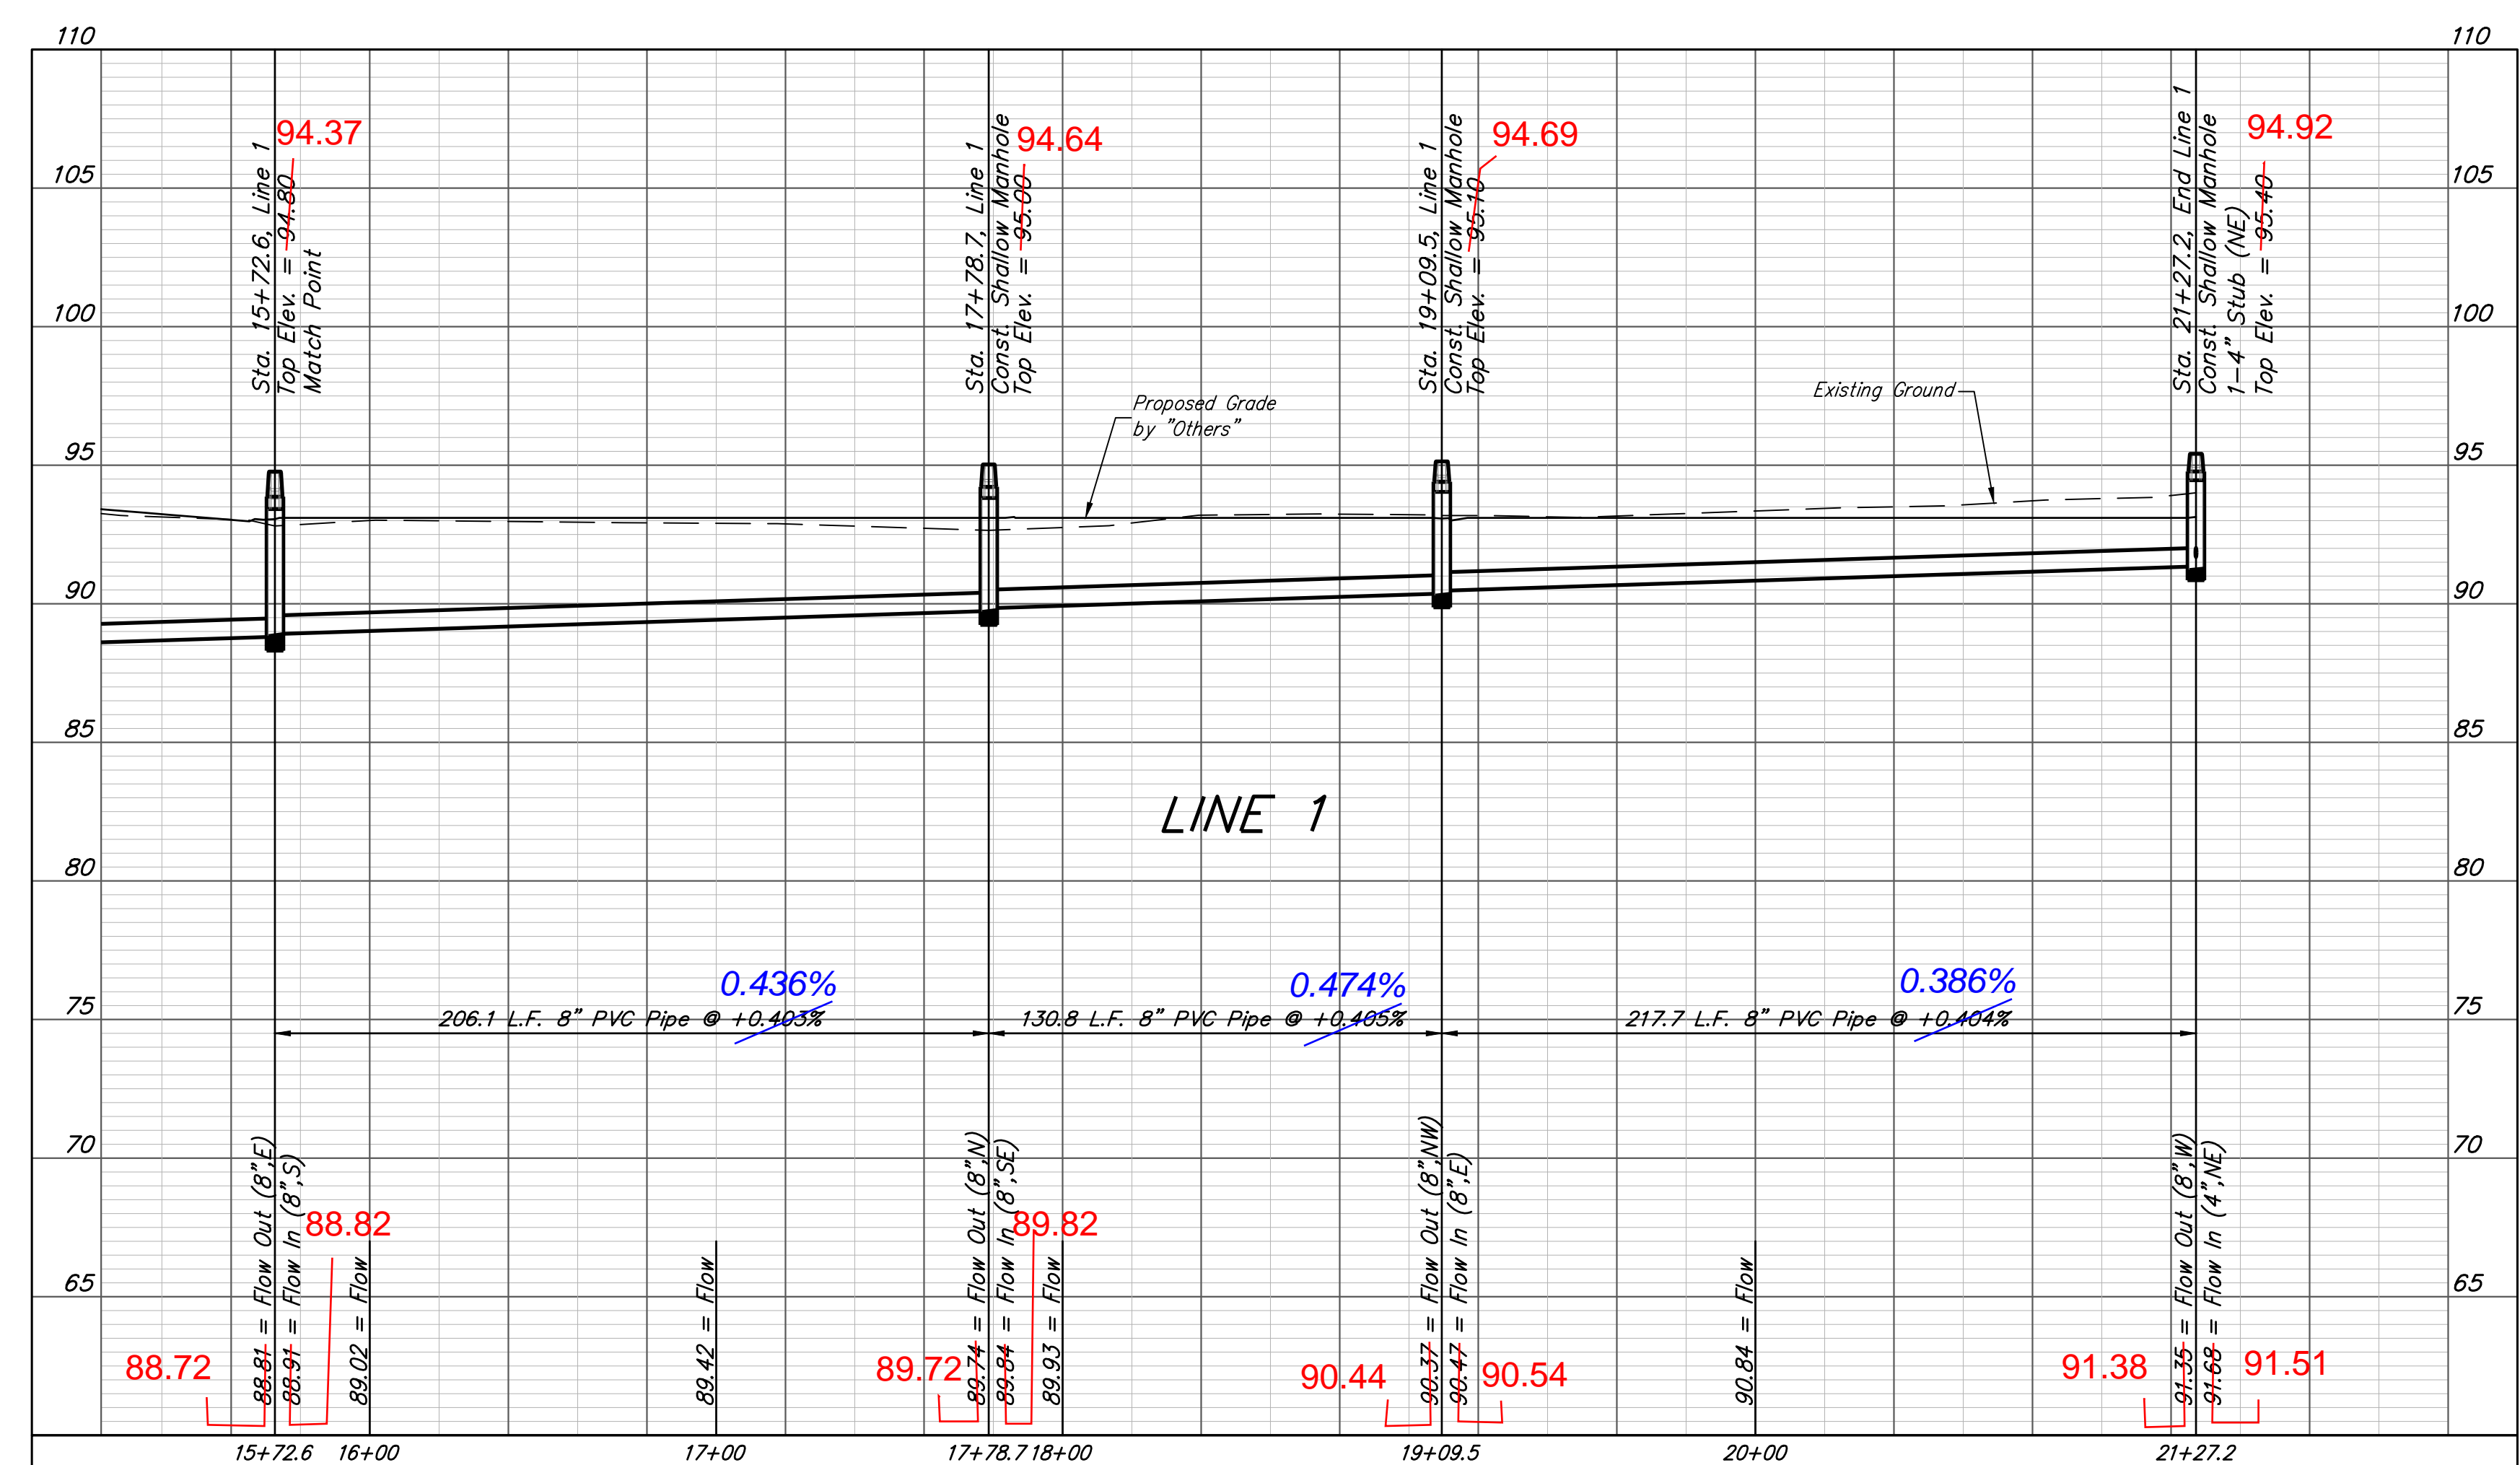 110
110
105
105
100
100
95
95
90
90
85
85
80
80
75
75
70
70
65
65
Sta. 15+72.6, Line 1
Top Elev. = 94.80
94.37
Match Point
Sta. 17+78.7, Line 1
Const. Shallow Manhole
Top Elev. = 95.00
94.64
Sta. 19+09.5, Line 1
Const. Shallow Manhole
Top Elev. = 95.10
94.69
Sta. 21+27.2, End Line 1
Const. Shallow Manhole
1-4" Stub (NE)
Top Elev. = 95.40
94.92
Proposed Grade
by "Others"
Existing Ground
LINE 1
0.436%
206.1 L.F. 8" PVC Pipe @ +0.403%
0.474%
130.8 L.F. 8" PVC Pipe @ +0.405%
0.386%
217.7 L.F. 8" PVC Pipe @ +0.404%
88.81 = Flow Out (8",E)
88.72
88.91 = Flow In (8",S)
88.82
89.02 = Flow
89.42 = Flow
89.74 = Flow Out (8",N)
89.72
89.84 = Flow In (8",SE)
89.82
89.93 = Flow
90.37 = Flow Out (8",NW)
90.44
90.47 = Flow In (8",E)
90.54
90.84 = Flow
91.35 = Flow Out (8",W)
91.38
91.68 = Flow In (4",NE)
91.51
15+72.6 16+00 17+00 17+78.7 18+00 19+09.5 20+00 21+27.2